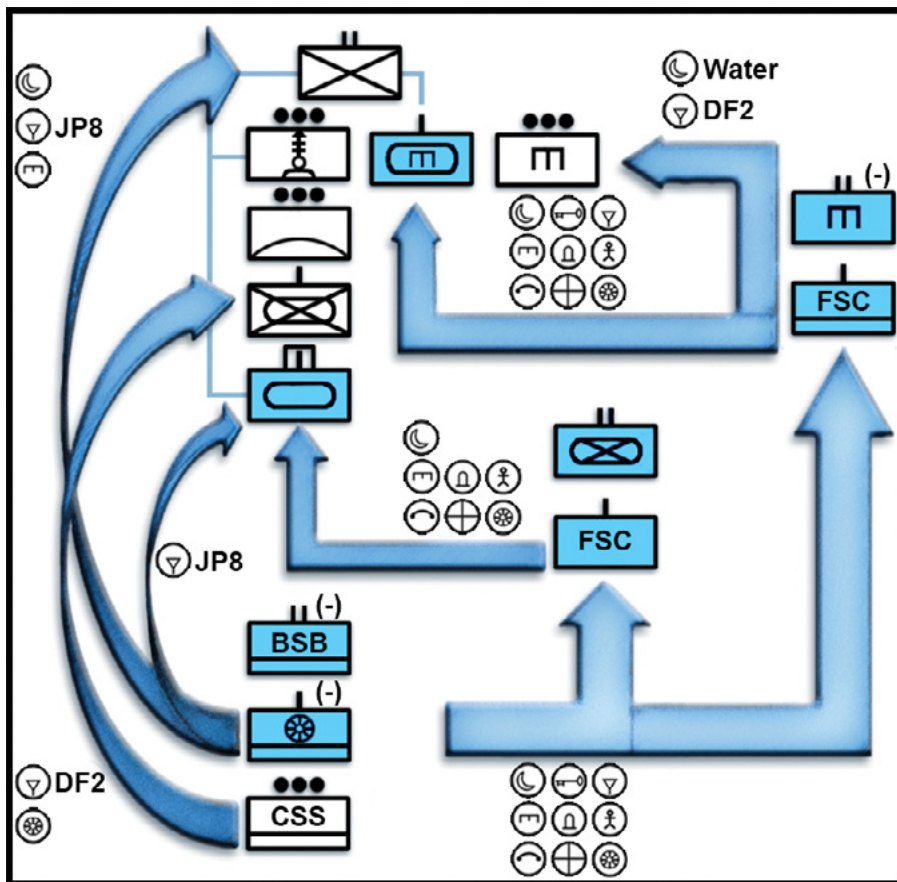 Water
JP8
DF2
(-)
FSC
FSC
JP8
(-)
BSB
(-)
DF2
CSS